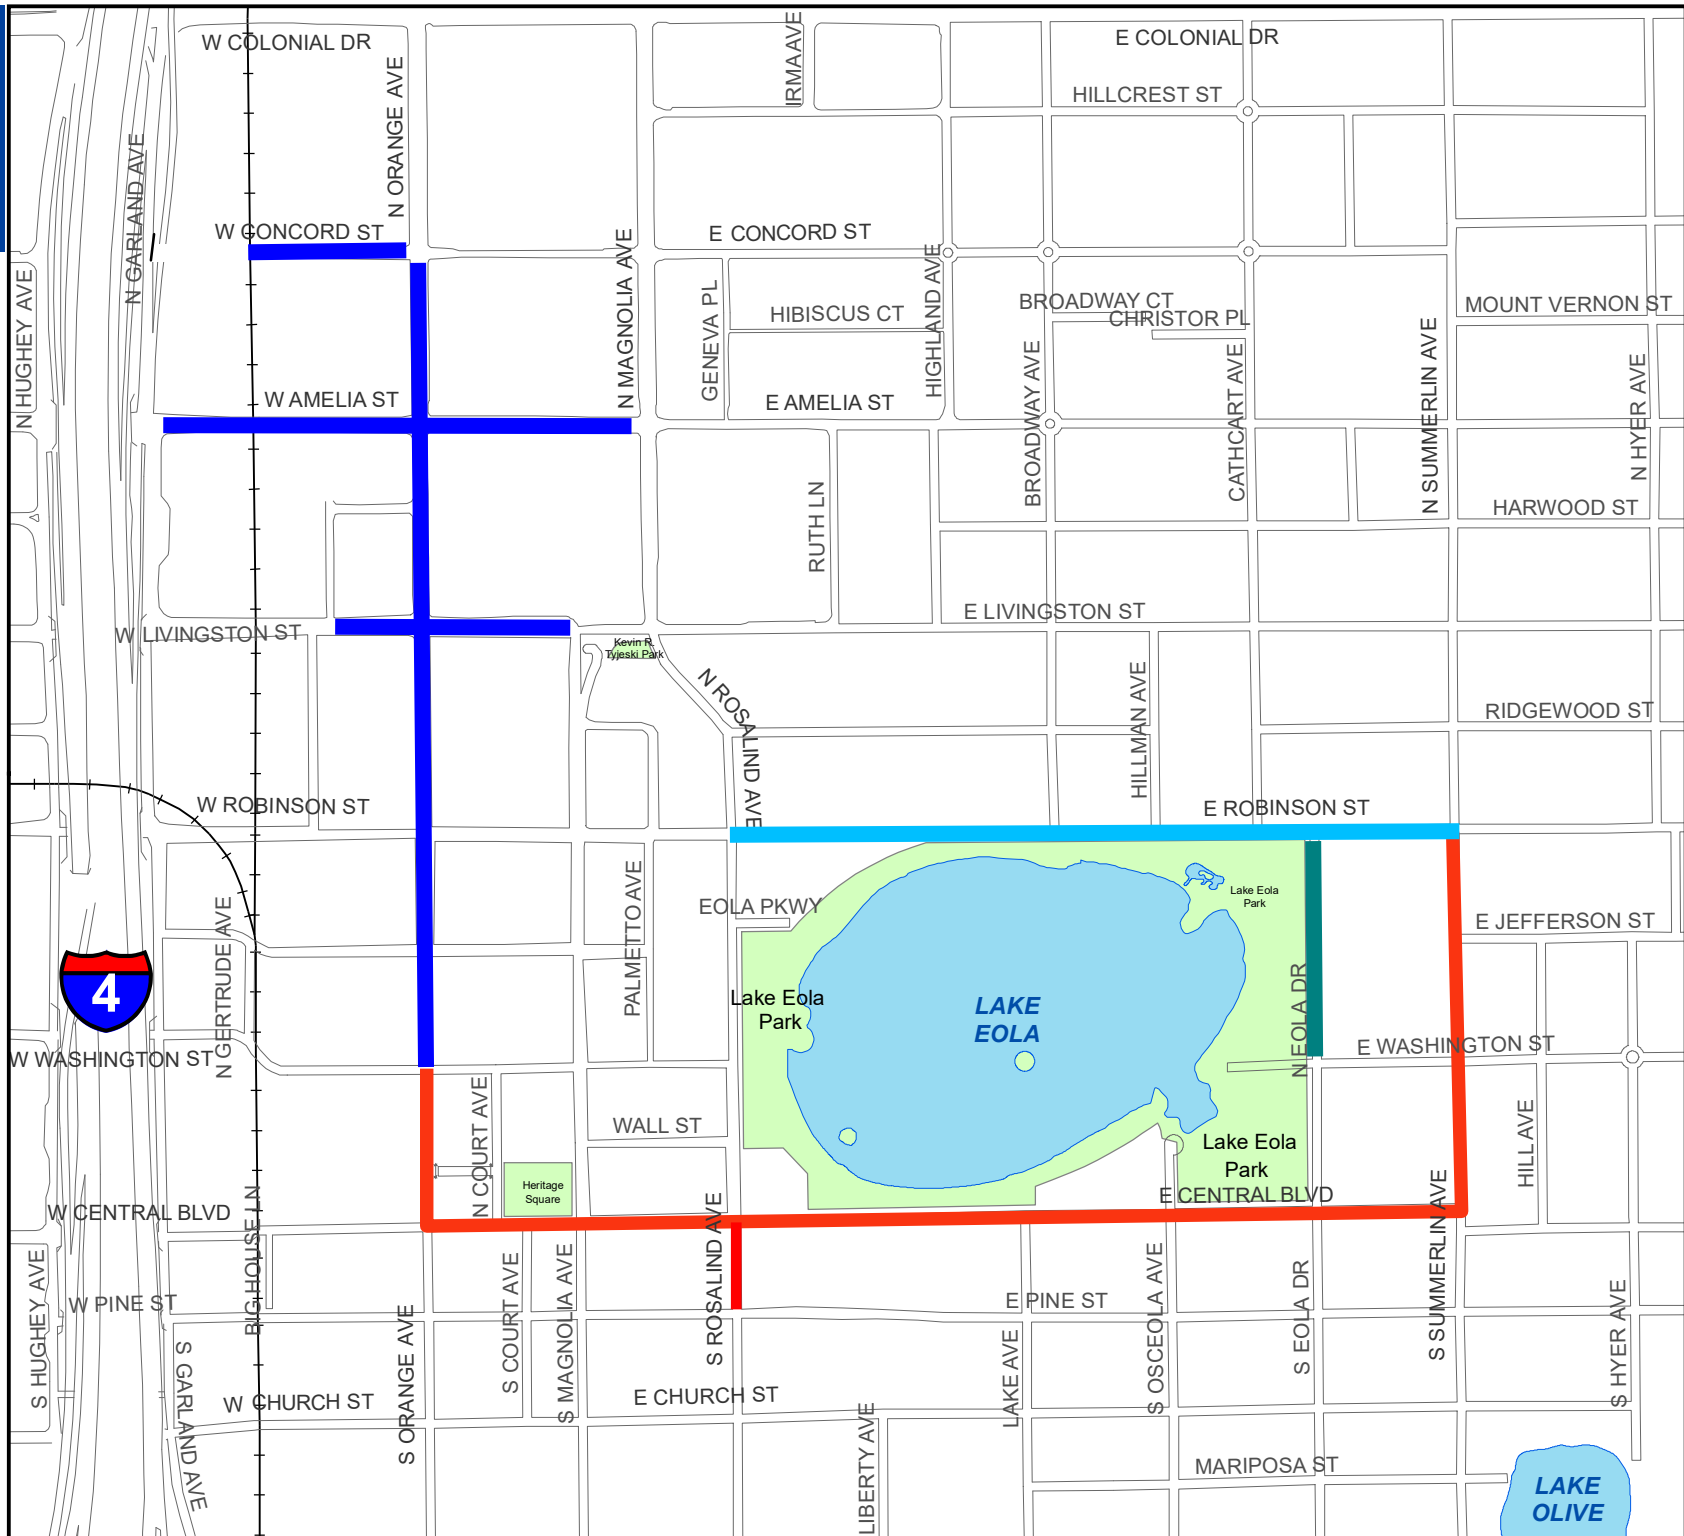 W COLONIAL DR
E COLONIAL DR
IRMA AVE
HILLCREST ST
N ORANGE AVE
N GARLAND AVE
W CONCORD ST
E CONCORD ST
N HUGHEY AVE
N MAGNOLIA AVE
GENEVA PL
HIBISCUS CT
HIGHLAND AVE
BROADWAY CT
CHRISTOR PL
MOUNT VERNON ST
BROADWAY AVE
CATHCART AVE
N SUMMERLIN AVE
N HYER AVE
W AMELIA ST
E AMELIA ST
RUTH LN
HARWOOD ST
W LIVINGSTON ST
E LIVINGSTON ST
Kevin R.
Tyjeski Park
N ROSALIND AVE
HILLMAN AVE
RIDGEWOOD ST
W ROBINSON ST
E ROBINSON ST
PALMETTO AVE
EOLA PKWY
Lake Eola
Park
E JEFFERSON ST
N GERTRUDE AVE
4
Lake Eola
Park
LAKE
EOLA
N EOLA DR
W WASHINGTON ST
E WASHINGTON ST
N COURT AVE
WALL ST
HILL AVE
Lake Eola
Park
Heritage
Square
W CENTRAL BLVD
E CENTRAL BLVD
BIG HOUSE LN
S HUGHEY AVE
S COURT AVE
S MAGNOLIA AVE
S ROSALIND AVE
S OSCEOLA AVE
S EOLA DR
S SUMMERLIN AVE
S HYER AVE
W PINE ST
E PINE ST
S GARLAND AVE
S ORANGE AVE
LAKE AVE
W CHURCH ST
E CHURCH ST
LIBERTY AVE
MARIPOSA ST
LAKE
OLIVE